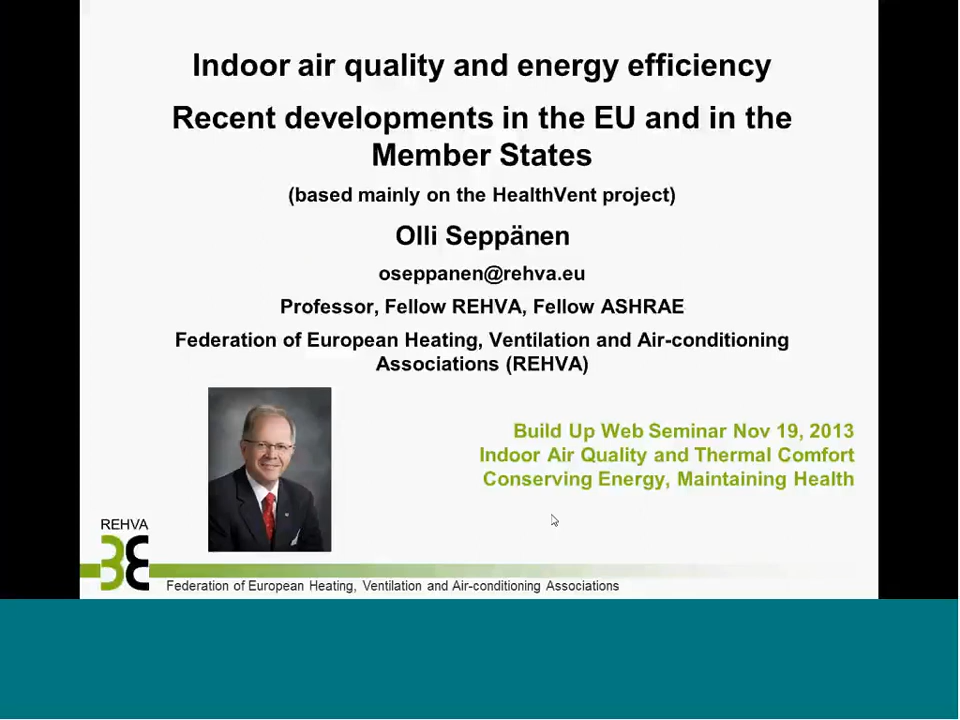 Indoor air quality and energy efficiency
Recent developments in the EU and in the
Member States
(based mainly on the HealthVent project)
Olli Seppänen
oseppanen@rehva.eu
Professor, Fellow REHVA, Fellow ASHRAE
Federation of European Heating, Ventilation and Air-conditioning
Associations (REHVA)
Build Up Web Seminar Nov 19, 2013
Indoor Air Quality and Thermal Comfort
Conserving Energy, Maintaining Health
REHVA
Federation of European Heating, Ventilation and Air-conditioning Associations